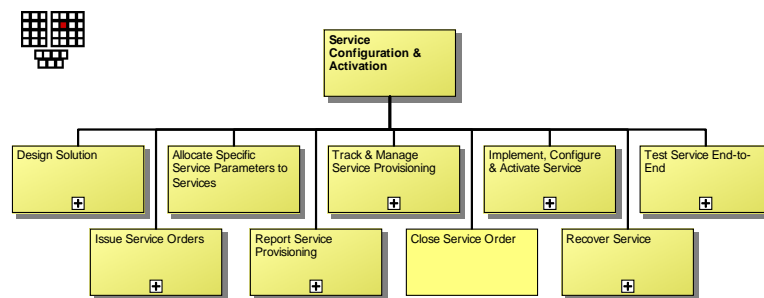 Service
Configuration &
Activation
Design Solution
Allocate Specific
Service Parameters to
Services
Track & Manage
Service Provisioning
Implement, Configure
& Activate Service
Test Service End-to-
End
Issue Service Orders
Report Service
Provisioning
Close Service Order
Recover Service